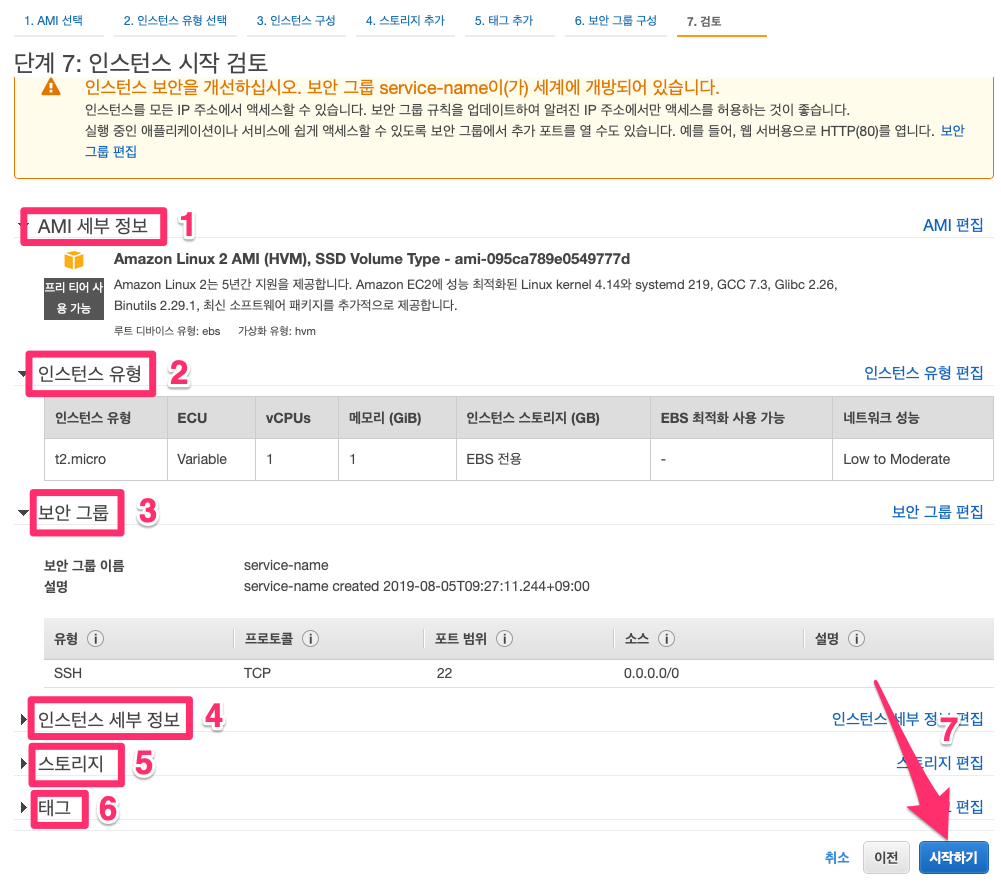 1. AMI 선택 2. 인스턴스 유형 선택 3. 인스턴스 구성 4. 스토리지 추가 5. 태그 추가 6. 보안 그룹 구성 7. 검토
단계 7: 인스턴스 시작 검토
인스턴스 보안을 개선하십시오. 보안 그룹 service-name이(가) 세계에 개방되어 있습니다.
인스턴스를 모든 IP 주소에서 액세스할 수 있습니다. 보안 그룹 규칙을 업데이트하여 알려진 IP 주소에서만 액세스를 허용하는 것이 좋습니다.
실행 중인 애플리케이션이나 서비스에 쉽게 액세스할 수 있도록 보안 그룹에서 추가 포트를 열 수도 있습니다. 예를 들어, 웹 서버용으로 HTTP(80)를 엽니다. 보안
그룹 편집
AMI 세부 정보 1 AMI 편집
Amazon Linux 2 AMI (HVM), SSD Volume Type - ami-095ca789e0549777d
프리 티어 사
용 가능
Amazon Linux 2는 5년간 지원을 제공합니다. Amazon EC2에 성능 최적화된 Linux kernel 4.14와 systemd 219, GCC 7.3, Glibc 2.26,
Binutils 2.29.1, 최신 소프트웨어 패키지를 추가적으로 제공합니다.
루트 디바이스 유형: ebs 가상화 유형: hvm
인스턴스 유형 2 인스턴스 유형 편집
인스턴스 유형 ECU vCPUs 메모리 (GiB) 인스턴스 스토리지 (GB) EBS 최적화 사용 가능 네트워크 성능
t2.micro Variable 1 1 EBS 전용 - Low to Moderate
보안 그룹 3 보안 그룹 편집
보안 그룹 이름 service-name
설명 service-name created 2019-08-05T09:27:11.244+09:00
유형 i 프로토콜 i 포트 범위 i 소스 i 설명 i
SSH TCP 22 0.0.0.0/0
인스턴스 세부 정보 4 인스턴스 세부 정보 편집
7
스토리지 5 스토리지 편집
태그 6 편집
취소 이전 시작하기